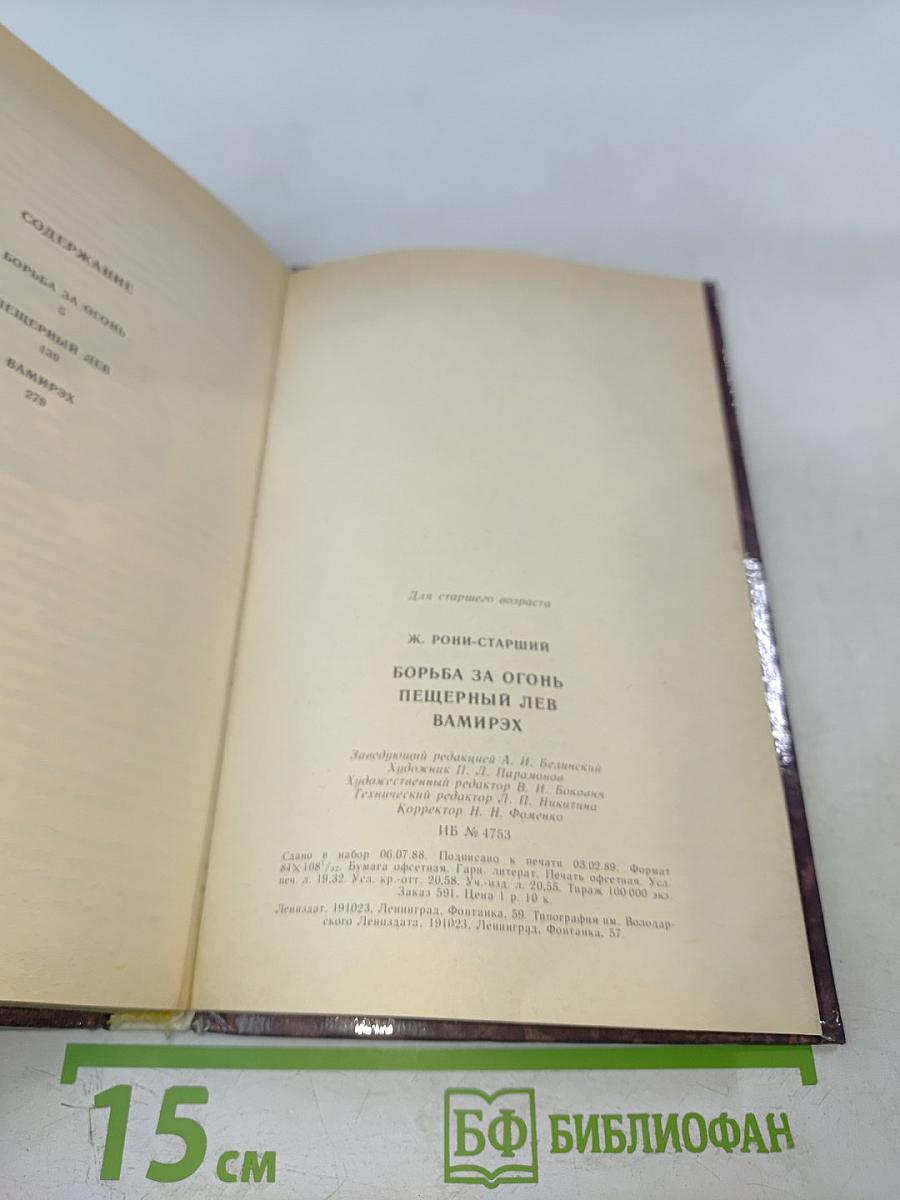 СОДЕРЖАНИЕ
БОРЬБА ЗА ОГОНЬ
5
ПЕЩЕРНЫЙ ЛЕВ
139
ВАМИРЭХ
279
Для старшего возраста
Ж. РОНИ-СТАРШИЙ
БОРЬБА ЗА ОГОНЬ
ПЕЩЕРНЫЙ ЛЕВ
ВАМИРЭХ
Заведующий редакцией А. И. Белинский
Художник П. Л. Парамонов
Художественный редактор В. И. Боковня
Технический редактор Л. П. Никитина
Корректор Н. Н. Фоменко
ИБ № 4753
Сдано в набор 06.07.88. Подписано к печати 03.02.89. Формат
84×108¹/₃₂. Бумага офсетная. Гарн. литерат. Печать офсетная. Усл.
печ. л. 19,32. Усл. кр.-отт. 20,58. Уч.-изд. л. 20,55. Тираж 100 000 экз.
Заказ 591. Цена 1 р. 10 к.
Лениздат, 191023, Ленинград, Фонтанка, 59. Типография им. Володар-
ского Лениздата, 191023, Ленинград, Фонтанка, 57.
15 см
БФ БИБЛИОФАН